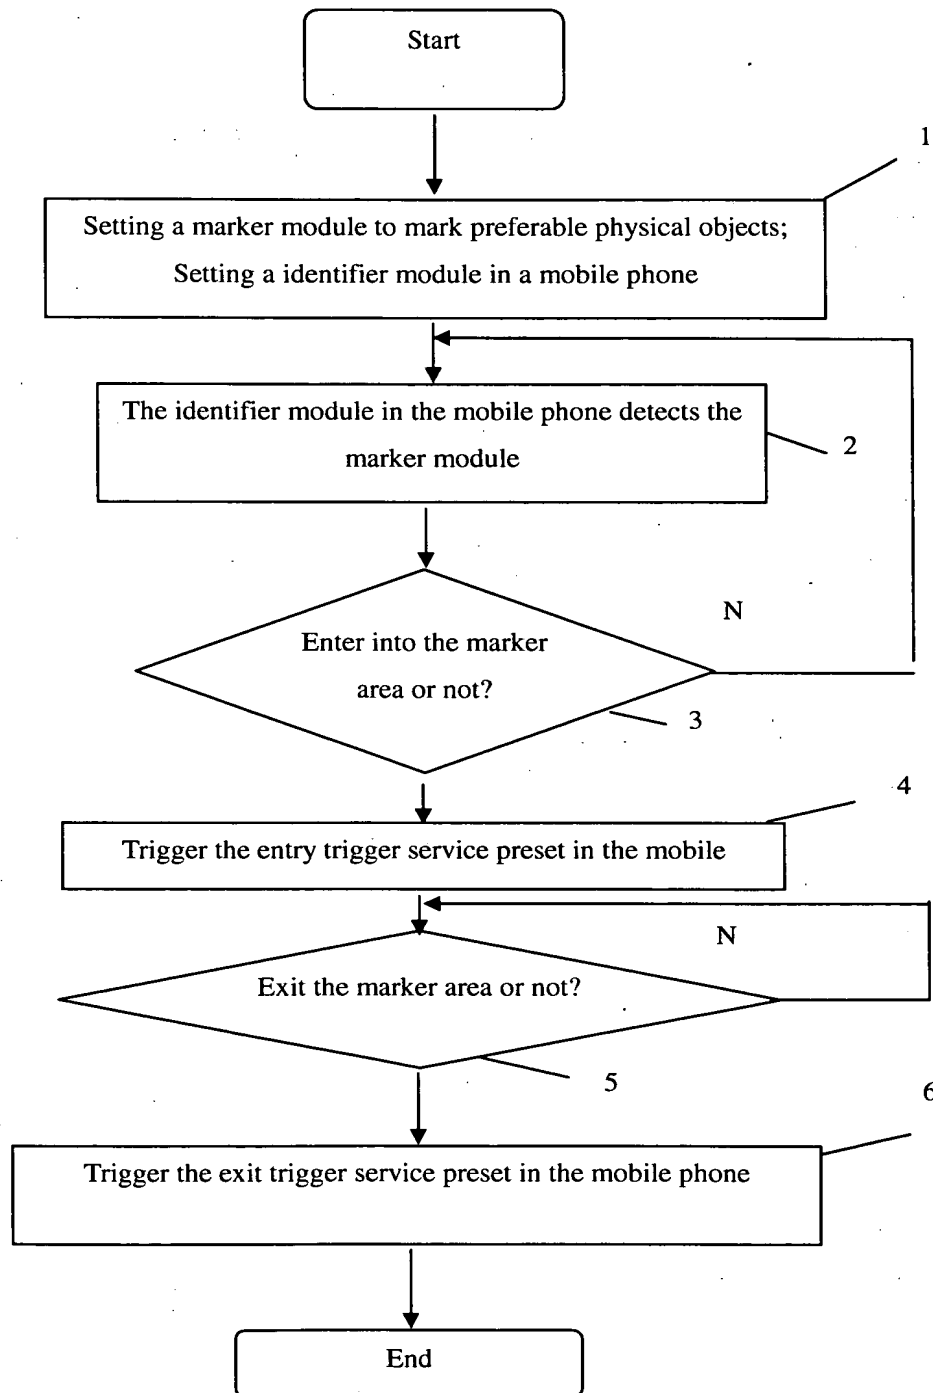 Start
1
Setting a marker module to mark preferable physical objects;
Setting a identifier module in a mobile phone
The identifier module in the mobile phone detects the
marker module
2
N
Enter into the marker
area or not?
3
4
Trigger the entry trigger service preset in the mobile
N
Exit the marker area or not?
5
6
Trigger the exit trigger service preset in the mobile phone
End